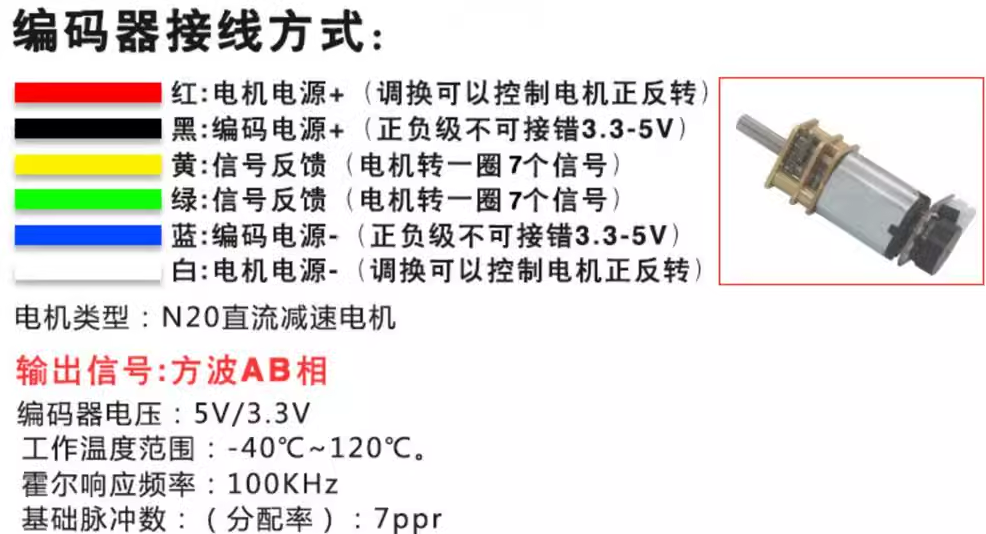 编码器接线方式:
红:电机电源+（调换可以控制电机正反转）
黑:编码电源+（正负级不可接错3.3-5V）
黄:信号反馈（电机转一圈7个信号）
绿:信号反馈（电机转一圈7个信号）
蓝:编码电源-（正负级不可接错3.3-5V）
白:电机电源-（调换可以控制电机正反转）
电机类型：N20直流减速电机
输出信号:方波AB相
编码器电压：5V/3.3V
工作温度范围：-40℃~120℃。
霍尔响应频率：100KHz
基础脉冲数：（分配率）：7ppr